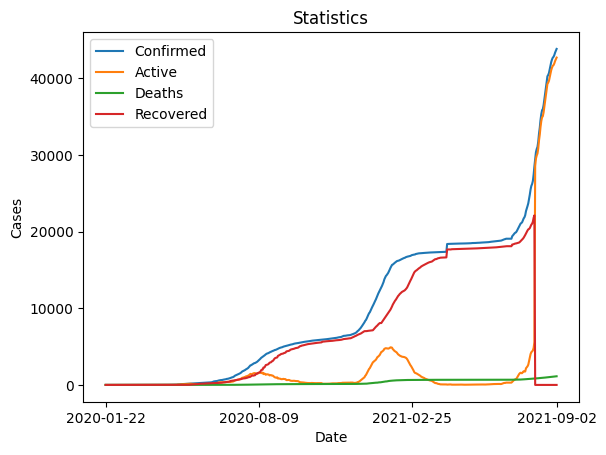 Statistics
Confirmed
Active
Deaths
Recovered
Cases
40000
30000
20000
10000
0
2020-01-22
2020-08-09
2021-02-25
2021-09-02
Date